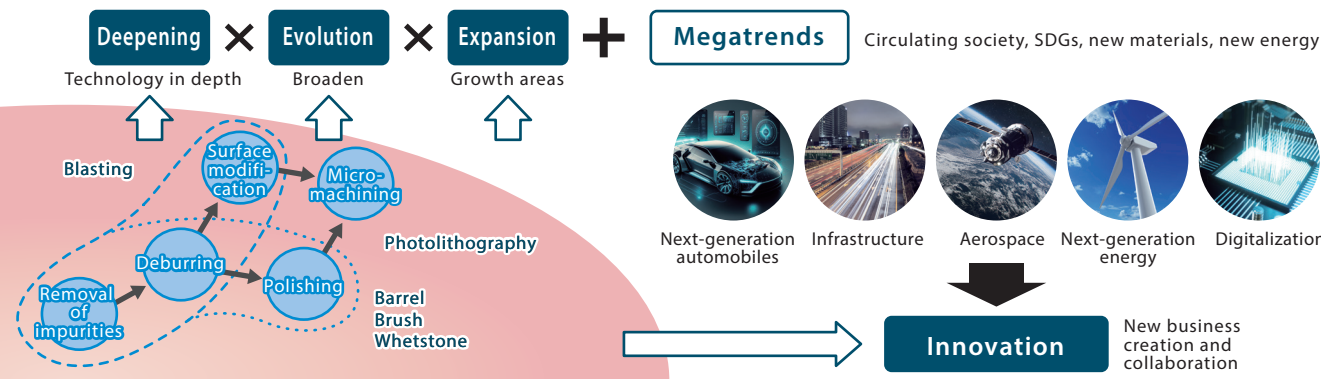 Deepening × Evolution × Expansion + Megatrends
Circulating society, SDGs, new materials, new energy
Technology in depth
Broaden
Growth areas
Blasting
Surface
modifi-
cation
Micro-
machining
Photolithography
Deburring
Polishing
Removal
of
impurities
Barrel
Brush
Whetstone
Next-generation
automobiles
Infrastructure
Aerospace
Next-generation
energy
Digitalization
Innovation
New business
creation and
collaboration